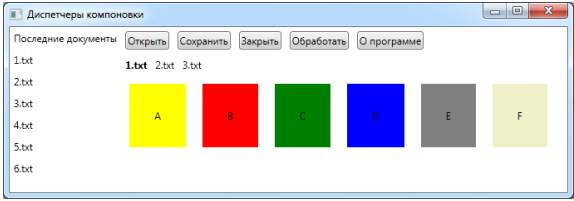 Диспетчеры компоновки
Последние документы
Открыть Сохранить Закрыть Обработать О программе
1.txt 2.txt 3.txt
1.txt
2.txt
3.txt
4.txt
5.txt
6.txt
A B C O E F